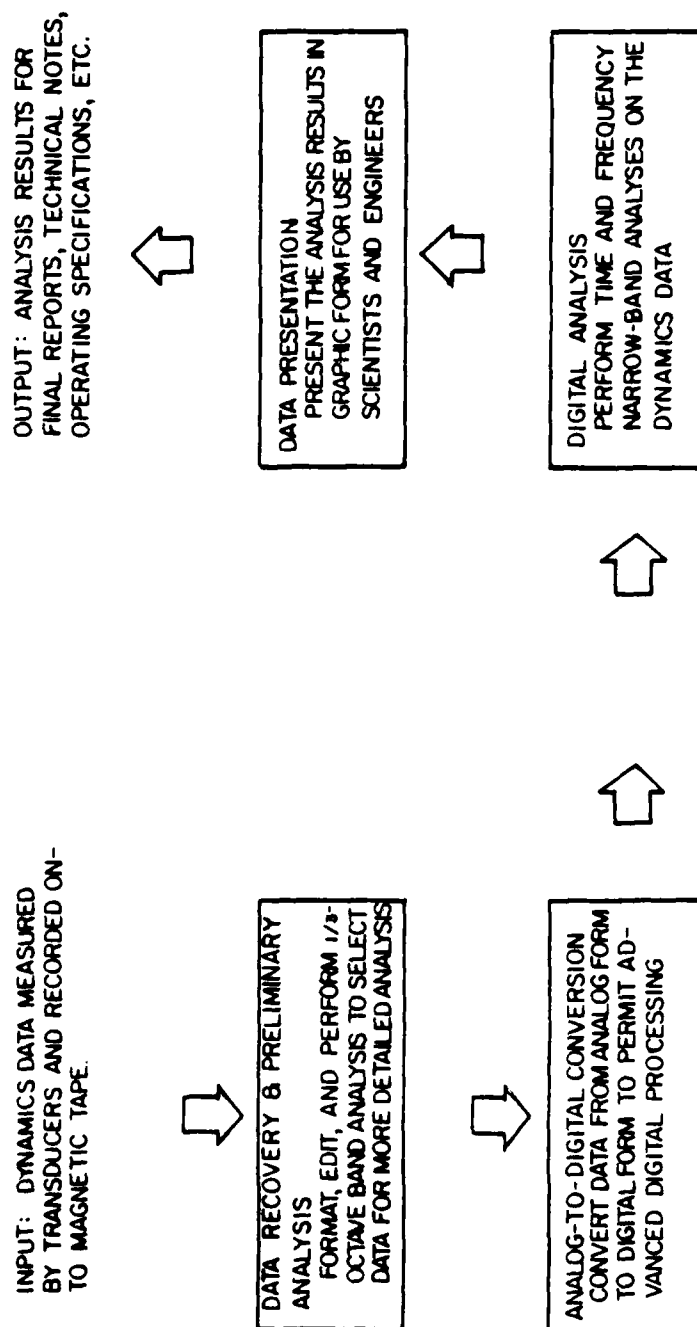 INPUT: DYNAMICS DATA MEASURED
BY TRANSDUCERS AND RECORDED ON-
TO MAGNETIC TAPE.
DATA RECOVERY & PRELIMINARY
ANALYSIS
FORMAT, EDIT, AND PERFORM 1/3-
OCTAVE BAND ANALYSIS TO SELECT
DATA FOR MORE DETAILED ANALYSIS
ANALOG-TO-DIGITAL CONVERSION
CONVERT DATA FROM ANALOG FORM
TO DIGITAL FORM TO PERMIT AD-
VANCED DIGITAL PROCESSING
DIGITAL ANALYSIS
PERFORM TIME AND FREQUENCY
NARROW-BAND ANALYSES ON THE
DYNAMICS DATA
DATA PRESENTATION
PRESENT THE ANALYSIS RESULTS IN
GRAPHIC FORM FOR USE BY
SCIENTISTS AND ENGINEERS
OUTPUT: ANALYSIS RESULTS FOR
FINAL REPORTS, TECHNICAL NOTES,
OPERATING SPECIFICATIONS, ETC.